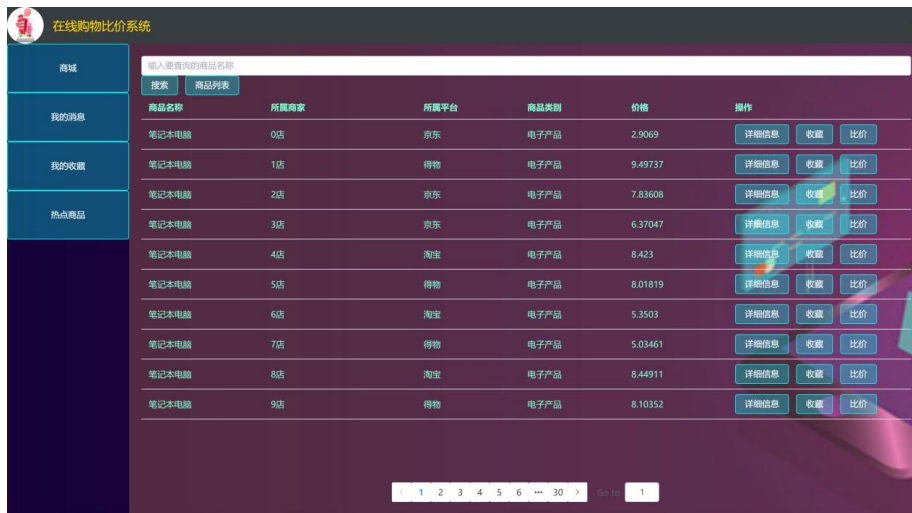 在线购物比价系统
商城
我的消息
我的收藏
热点商品
输入要查询的商品名称
搜索 商品列表
商品名称 所属商家 所属平台 商品类别 价格 操作
笔记本电脑 0店 京东 电子产品 2.9069 详细信息 收藏 比价
笔记本电脑 1店 得物 电子产品 9.49737 详细信息 收藏 比价
笔记本电脑 2店 京东 电子产品 7.83608 详细信息 收藏 比价
笔记本电脑 3店 京东 电子产品 6.37047 详细信息 收藏 比价
笔记本电脑 4店 淘宝 电子产品 8.423 详细信息 收藏 比价
笔记本电脑 5店 得物 电子产品 8.01819 详细信息 收藏 比价
笔记本电脑 6店 淘宝 电子产品 5.3503 详细信息 收藏 比价
笔记本电脑 7店 得物 电子产品 5.03461 详细信息 收藏 比价
笔记本电脑 8店 淘宝 电子产品 8.44911 详细信息 收藏 比价
笔记本电脑 9店 得物 电子产品 8.10352 详细信息 收藏 比价
< 1 2 3 4 5 6 ··· 30 > Go to 1